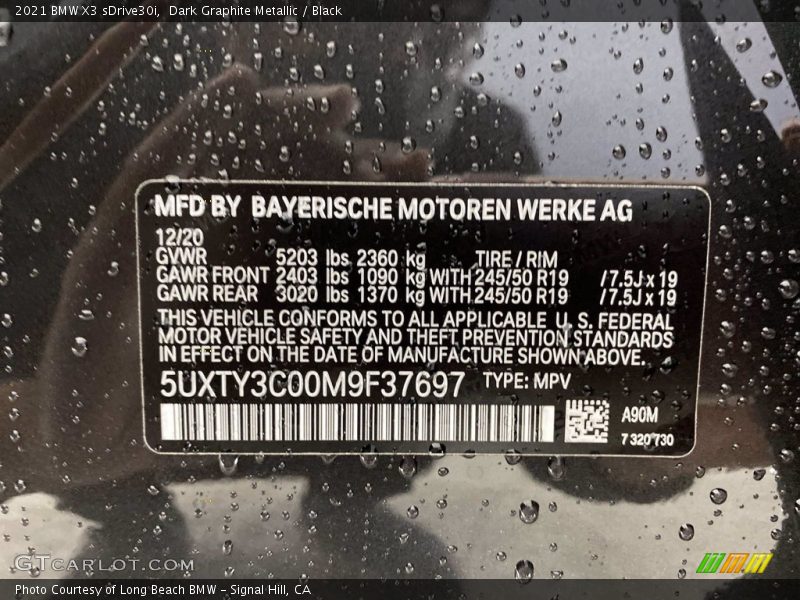 2021 BMW X3 sDrive30i,  Dark Graphite Metallic / Black
MFD BY BAYERISCHE MOTOREN WERKE AG
12/20
GVWR 5203 lbs 2360 kg TIRE / RIM
GAWR FRONT 2403 lbs 1090 kg WITH 245/50 R19 /7.5J x 19
GAWR REAR 3020 lbs 1370 kg WITH 245/50 R19 /7.5J x 19
THIS VEHICLE CONFORMS TO ALL APPLICABLE U. S. FEDERAL
MOTOR VEHICLE SAFETY AND THEFT PREVENTION STANDARDS
IN EFFECT ON THE DATE OF MANUFACTURE SHOWN ABOVE.
5UXTY3C00M9F37697 TYPE: MPV
A90M
7 320 730
GTCARLOT.COM
Photo Courtesy of Long Beach BMW - Signal Hill, CA